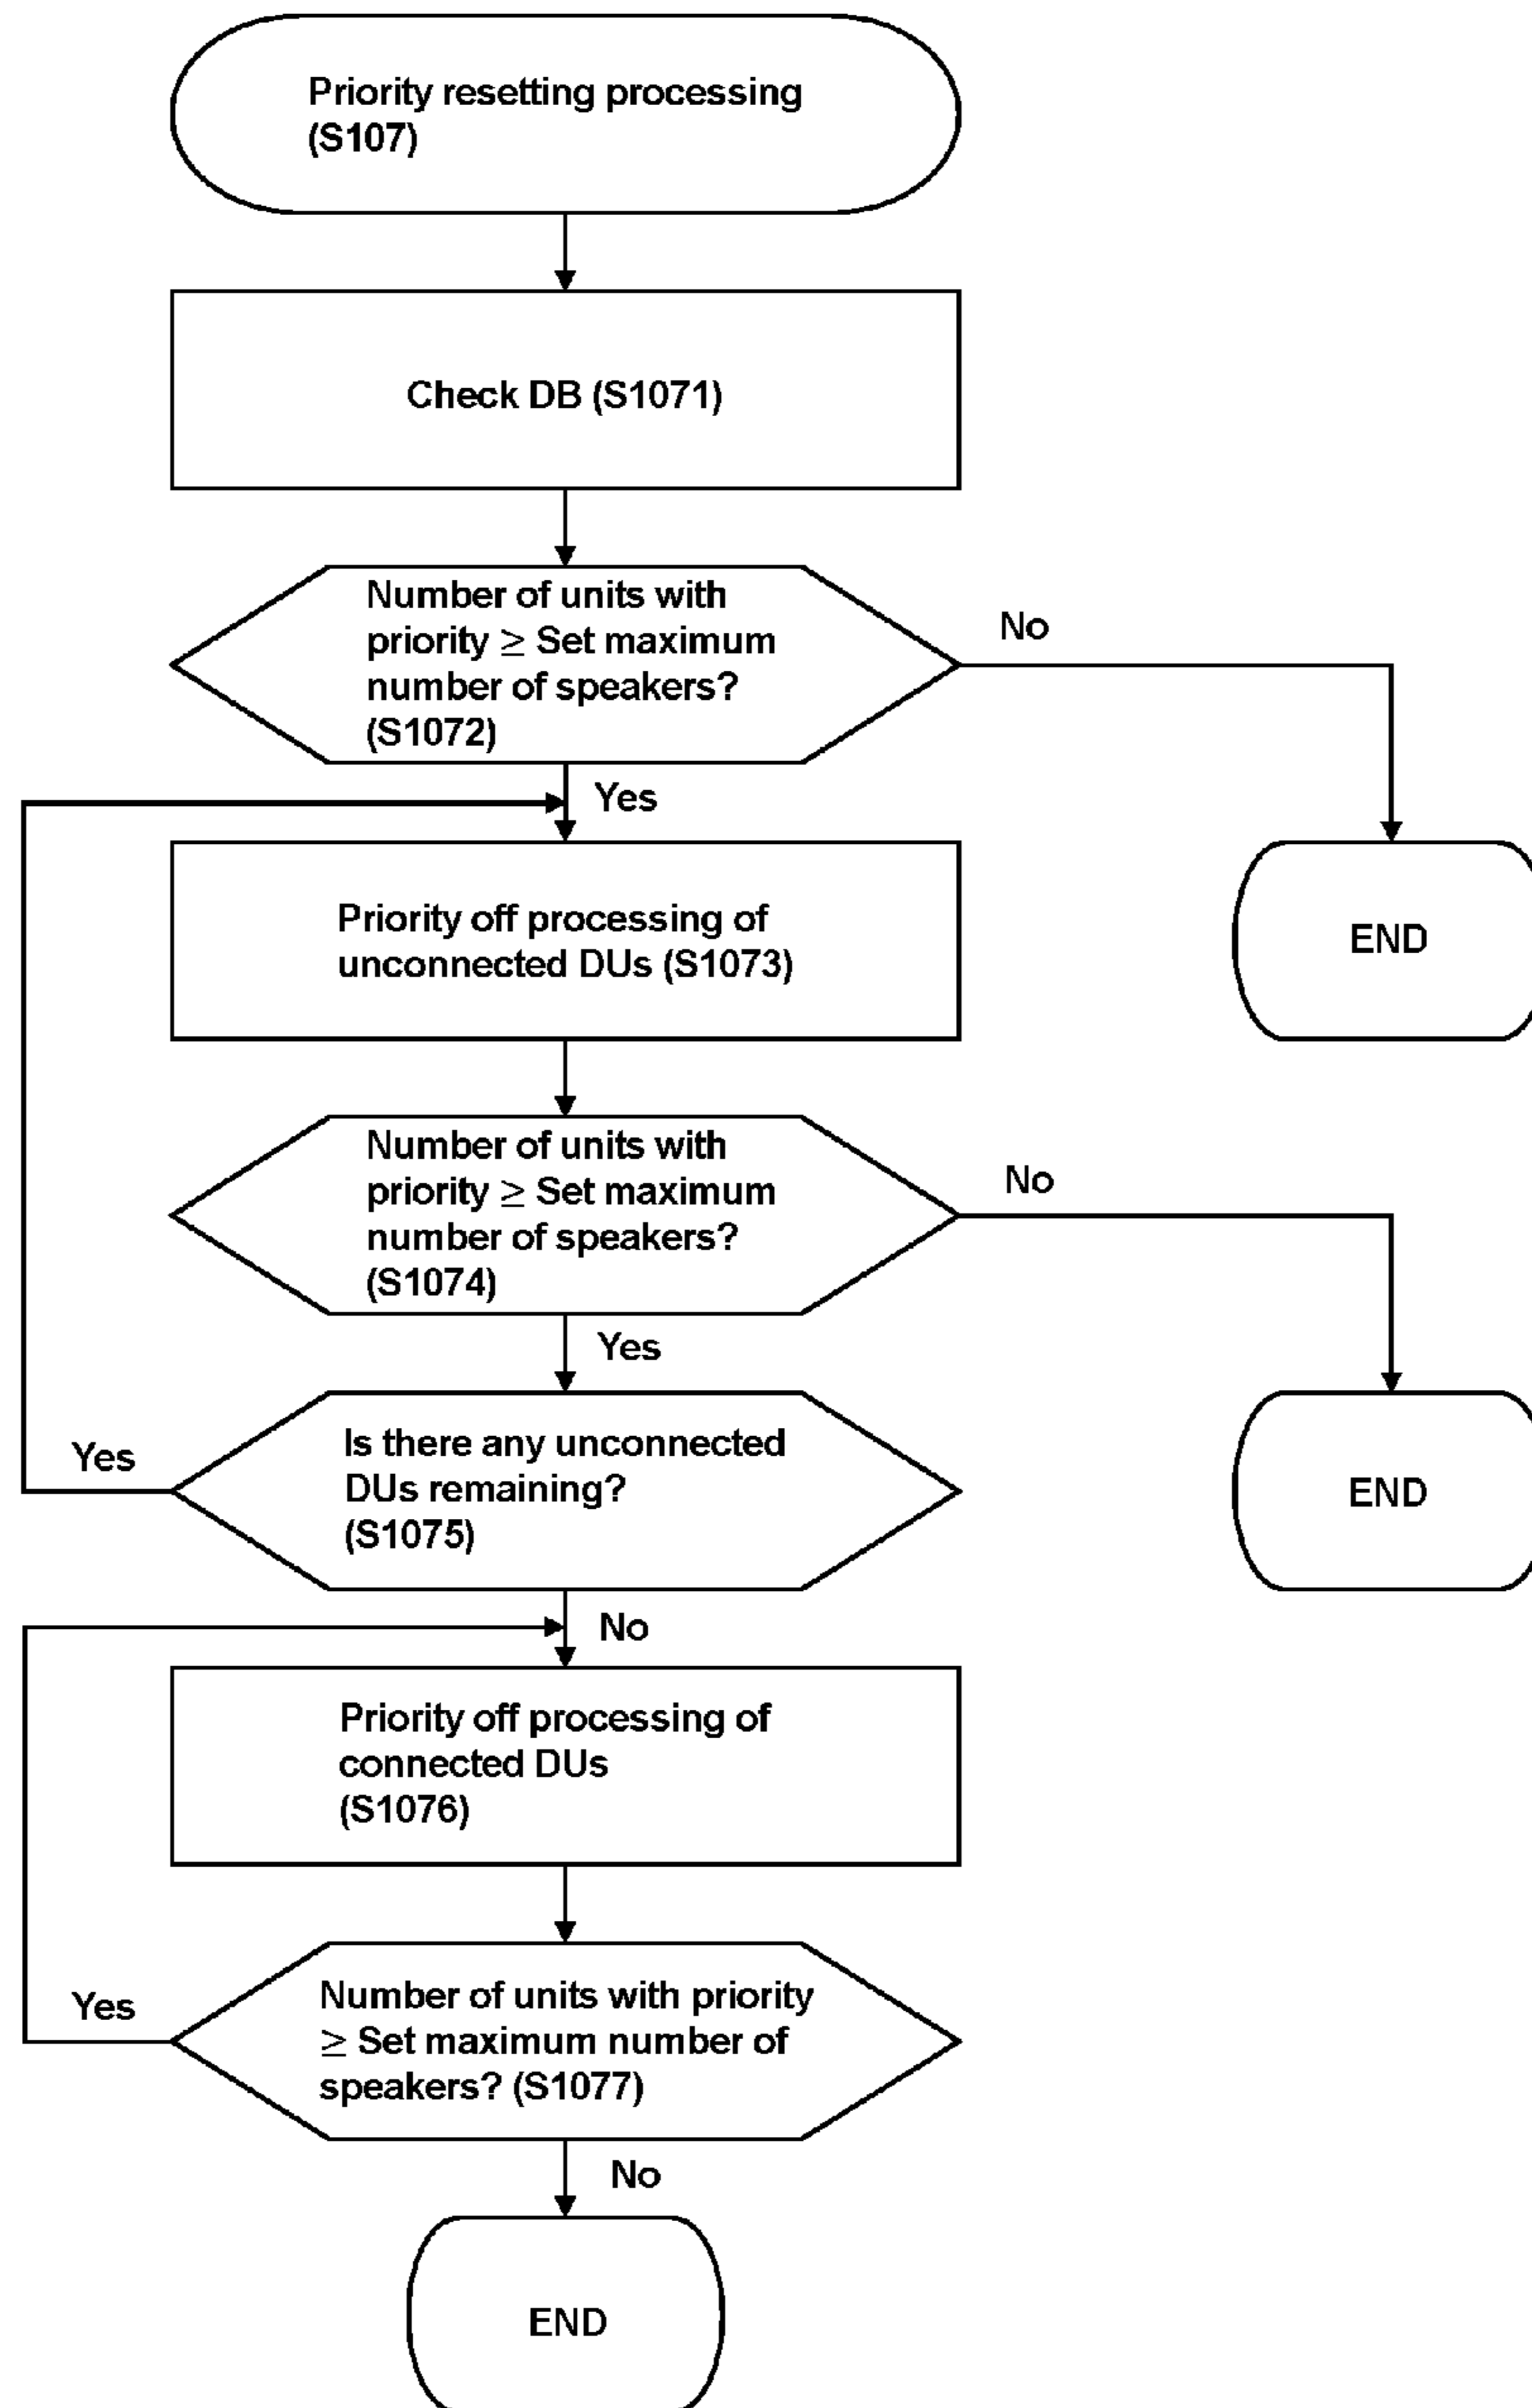 Priority resetting processing
(S107)
Check DB (S1071)
Number of units with
priority ≥ Set maximum
number of speakers?
(S1072)
No
Yes
Priority off processing of
unconnected DUs (S1073)
END
Number of units with
priority ≥ Set maximum
number of speakers?
(S1074)
No
Yes
Is there any unconnected
DUs remaining?
(S1075)
Yes
END
No
Priority off processing of
connected DUs
(S1076)
Number of units with priority
≥ Set maximum number of
speakers? (S1077)
Yes
No
END